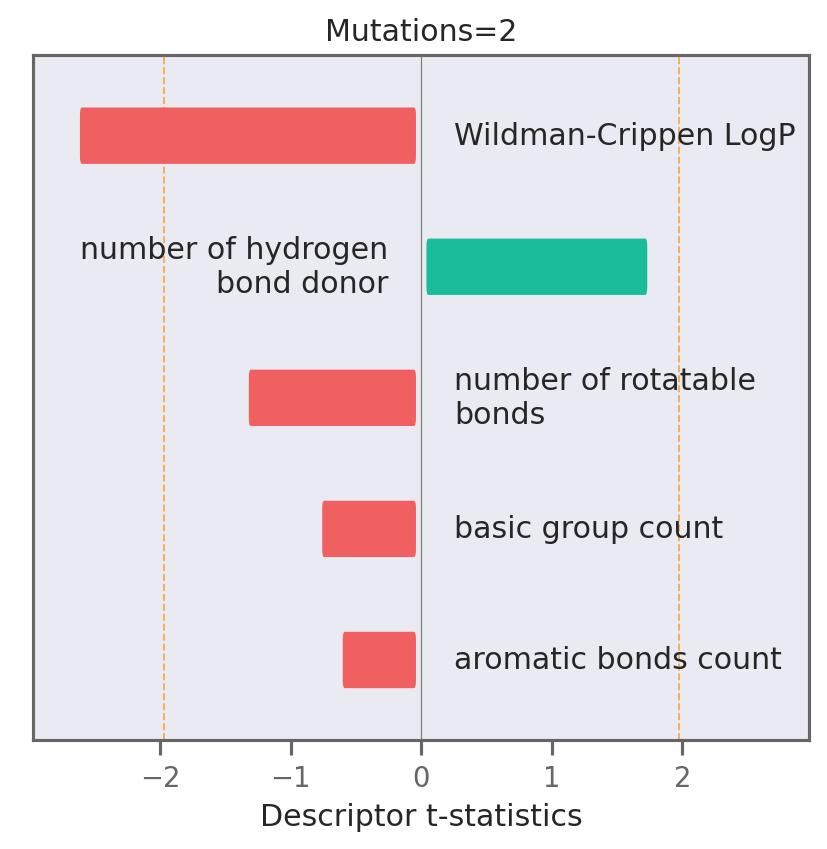 Mutations=2
Wildman-Crippen LogP
number of hydrogen
bond donor
number of rotatable
bonds
basic group count
aromatic bonds count
−2 −1 0 1 2
Descriptor t-statistics